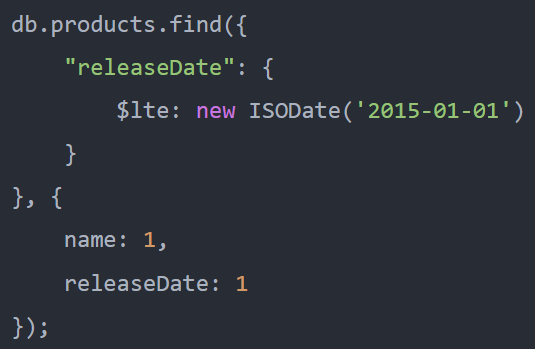 db.products.find({
    "releaseDate": {
        $lte: new ISODate('2015-01-01')
    }
}, {
    name: 1,
    releaseDate: 1
});